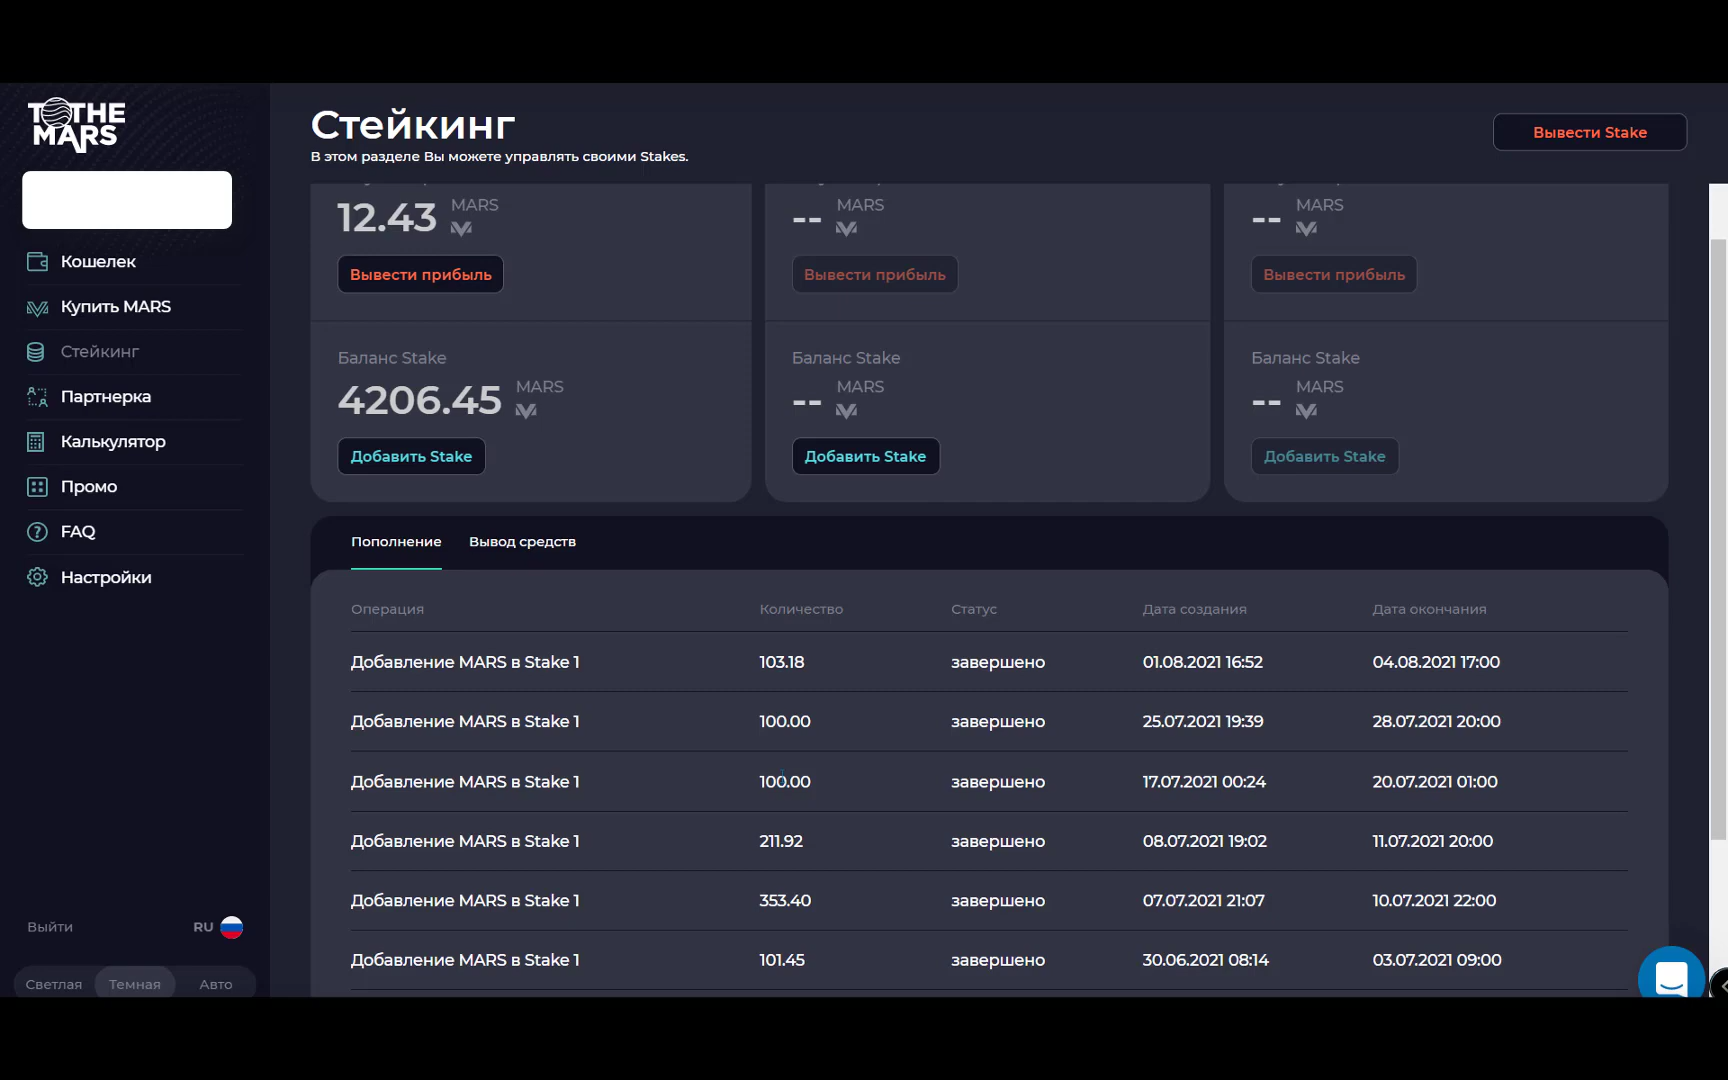 TO THE
MARS
Стейкинг
В этом разделе Вы можете управлять своими Stakes.
Вывести Stake
Кошелек
Купить MARS
Стейкинг
Партнерка
Калькулятор
Промо
FAQ
Настройки
Выйти
RU
Светлая Темная Авто
12.43 MARS
Вывести прибыль
-- MARS
Вывести прибыль
-- MARS
Вывести прибыль
Баланс Stake
4206.45 MARS
Добавить Stake
Баланс Stake
-- MARS
Добавить Stake
Баланс Stake
-- MARS
Добавить Stake
Пополнение Вывод средств
Операция Количество Статус Дата создания Дата окончания
Добавление MARS в Stake 1 103.18 завершено 01.08.2021 16:52 04.08.2021 17:00
Добавление MARS в Stake 1 100.00 завершено 25.07.2021 19:39 28.07.2021 20:00
Добавление MARS в Stake 1 100.00 завершено 17.07.2021 00:24 20.07.2021 01:00
Добавление MARS в Stake 1 211.92 завершено 08.07.2021 19:02 11.07.2021 20:00
Добавление MARS в Stake 1 353.40 завершено 07.07.2021 21:07 10.07.2021 22:00
Добавление MARS в Stake 1 101.45 завершено 30.06.2021 08:14 03.07.2021 09:00